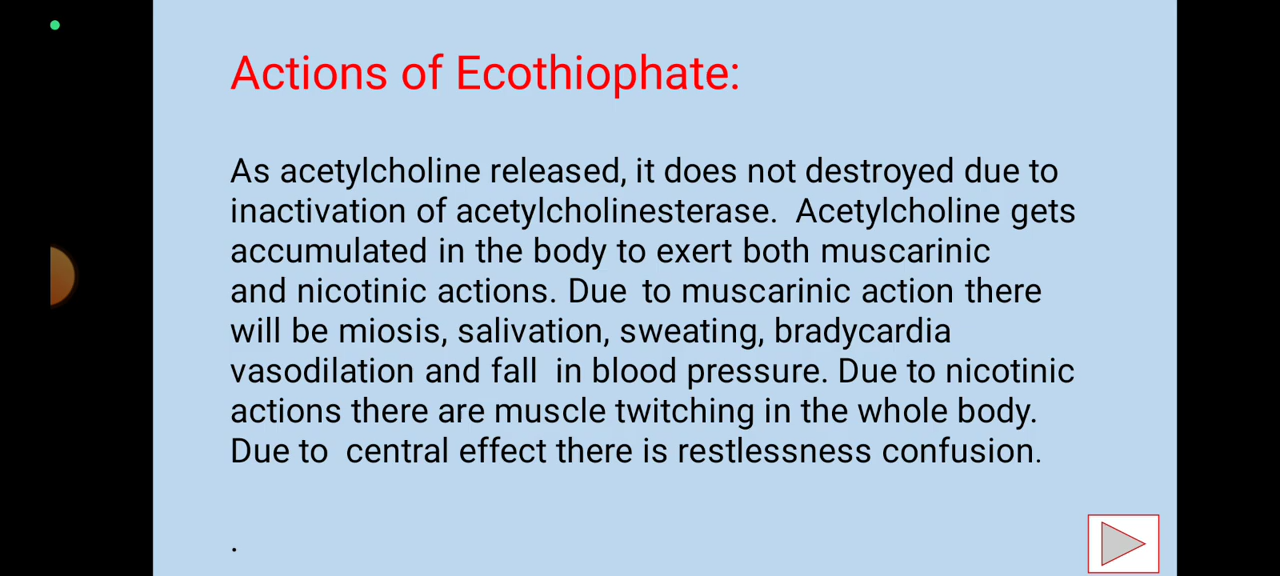 Actions of Ecothiophate:
As acetylcholine released, it does not destroyed due to
inactivation of acetylcholinesterase.  Acetylcholine gets
accumulated in the body to exert both muscarinic
and nicotinic actions. Due  to muscarinic action there
will be miosis, salivation, sweating, bradycardia
vasodilation and fall  in blood pressure. Due to nicotinic
actions there are muscle twitching in the whole body.
Due to  central effect there is restlessness confusion.
.